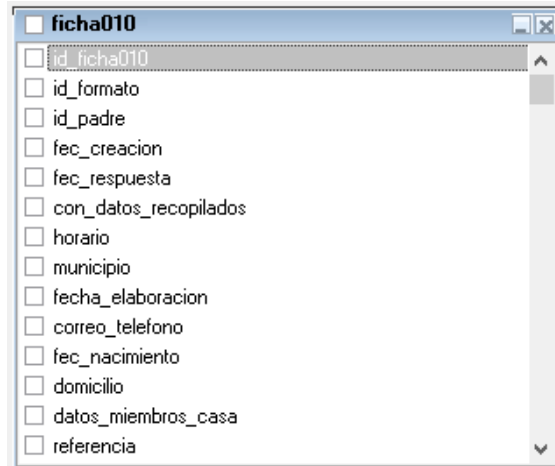 ficha010
id_ficha010
id_formato
id_padre
fec_creacion
fec_respuesta
con_datos_recopilados
horario
municipio
fecha_elaboracion
correo_telefono
fec_nacimiento
domicilio
datos_miembros_casa
referencia